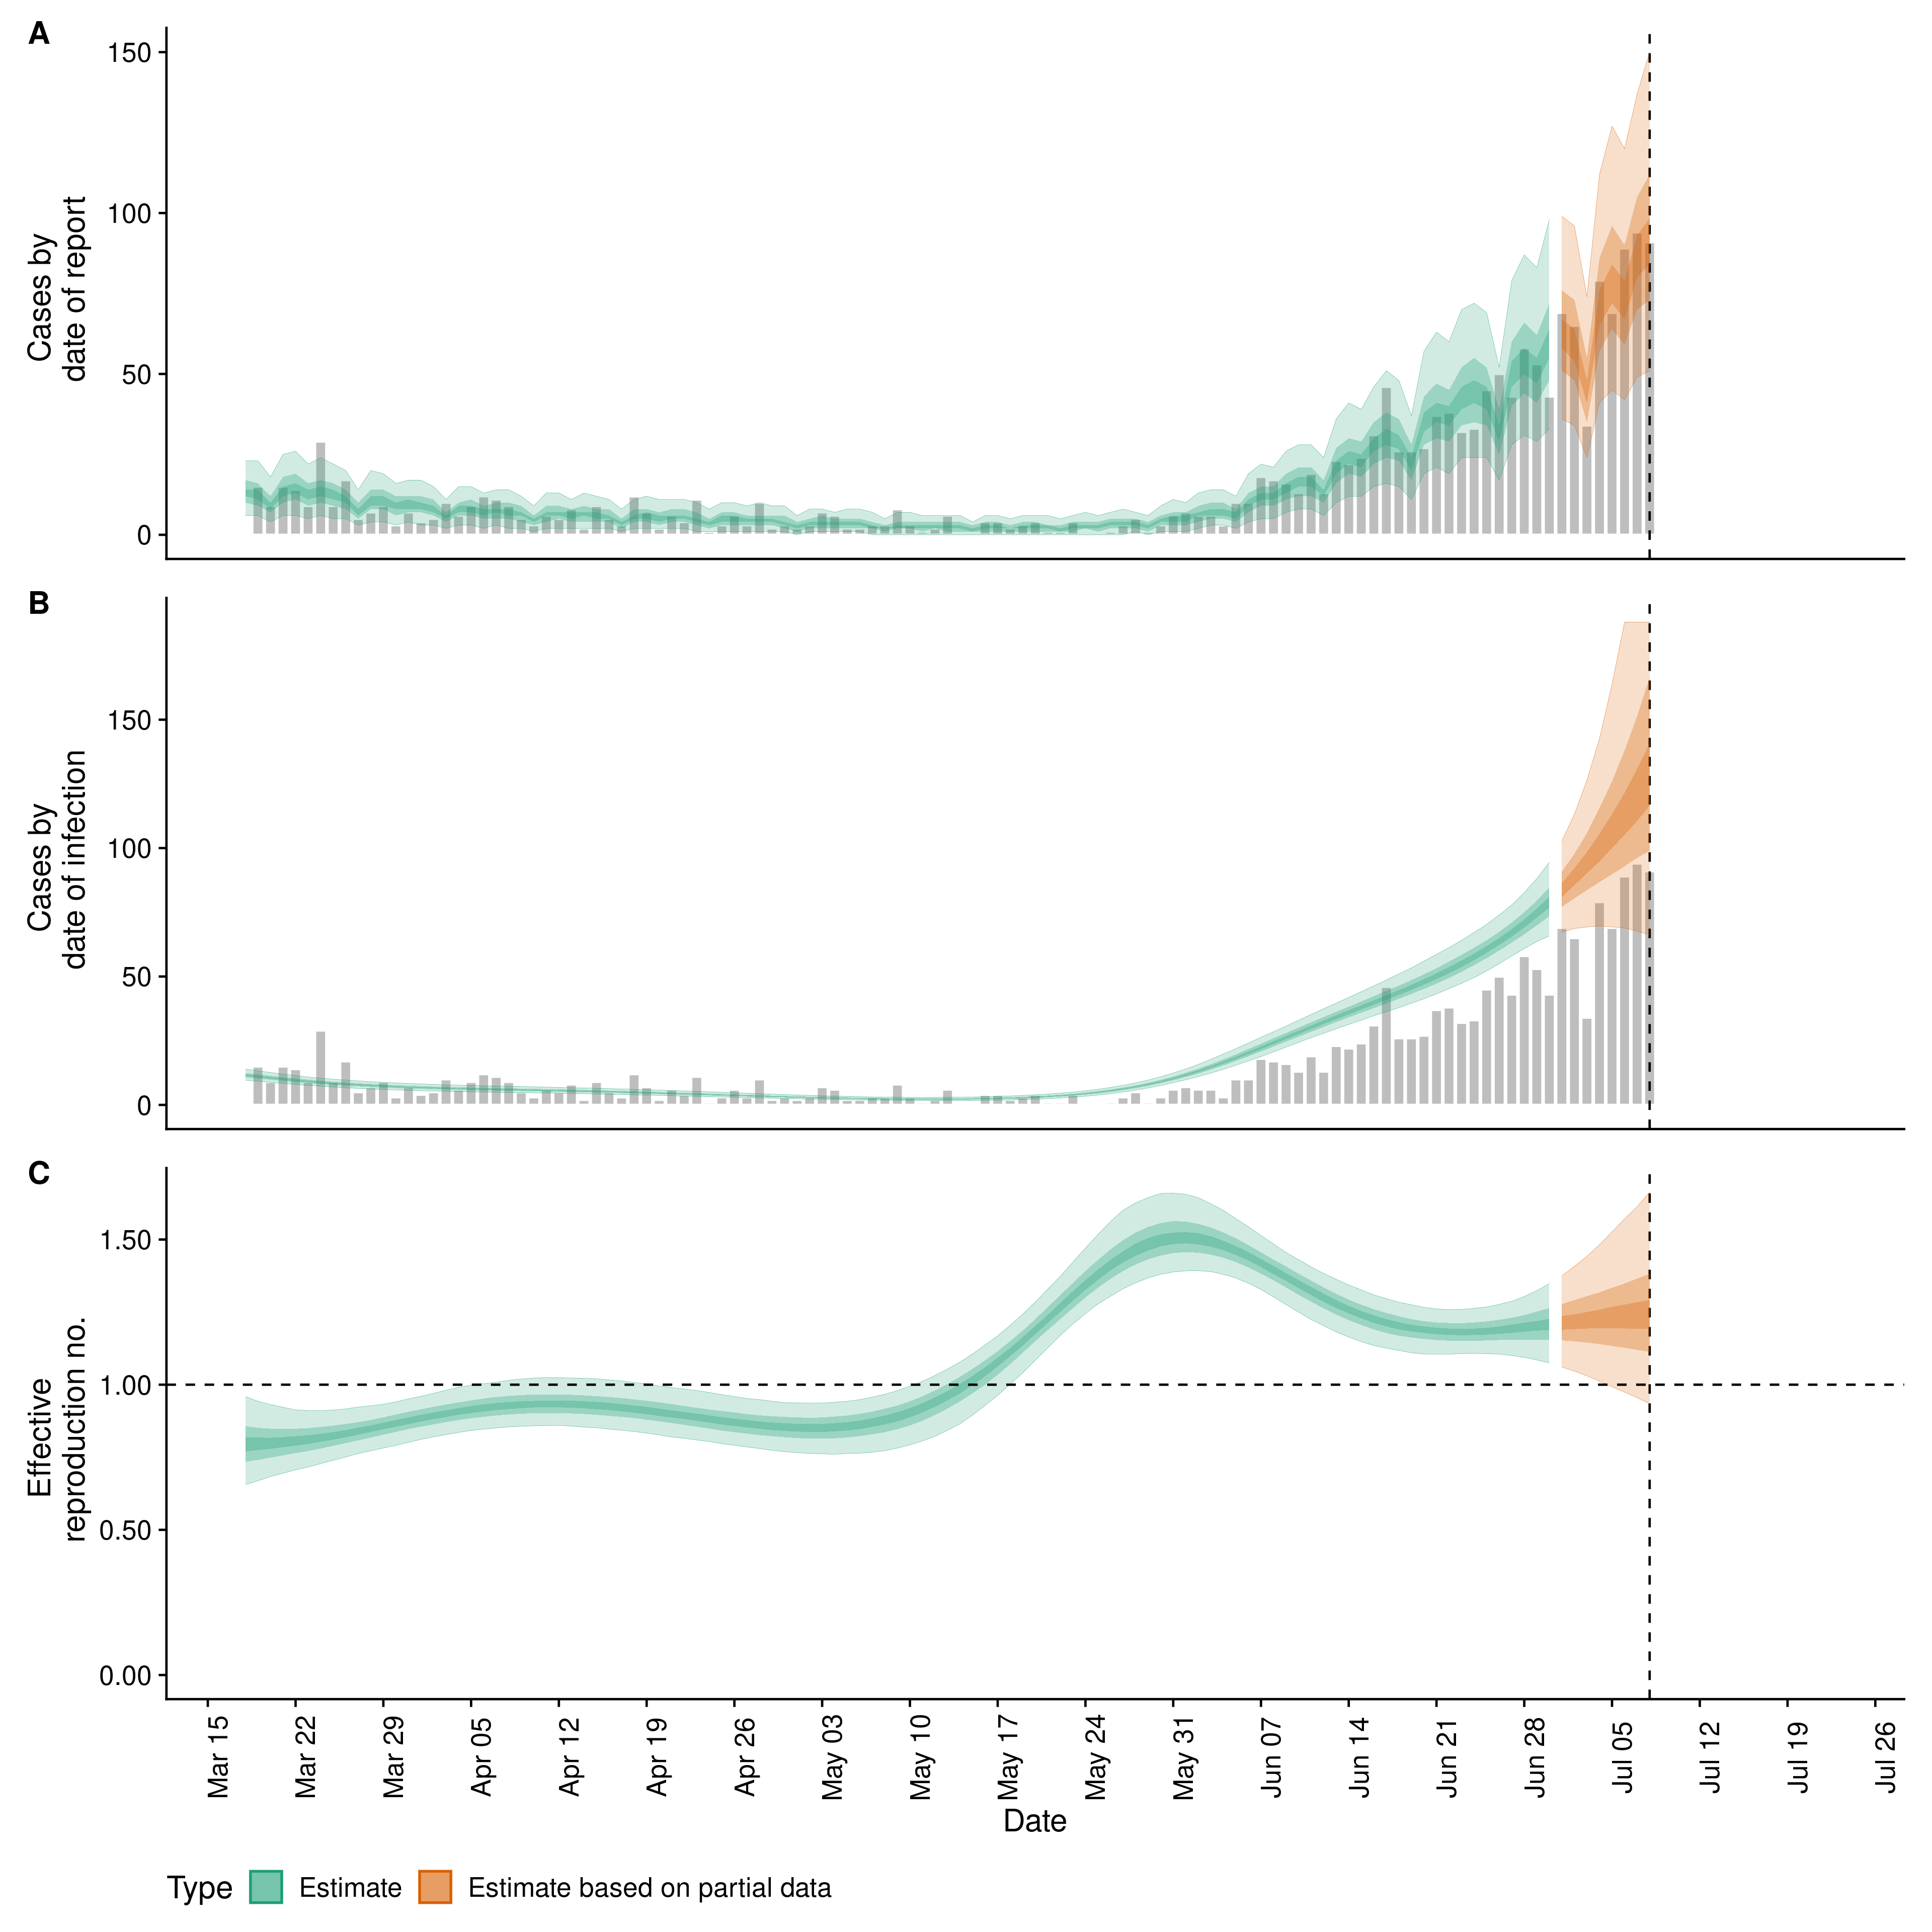 A
Cases by
date of report
150
100
50
0
B
Cases by
date of infection
150
100
50
0
C
Effective
reproduction no.
1.50
1.00
0.50
0.00
Mar 15
Mar 22
Mar 29
Apr 05
Apr 12
Apr 19
Apr 26
May 03
May 10
May 17
May 24
May 31
Jun 07
Jun 14
Jun 21
Jun 28
Jul 05
Jul 12
Jul 19
Jul 26
Date
Type Estimate Estimate based on partial data